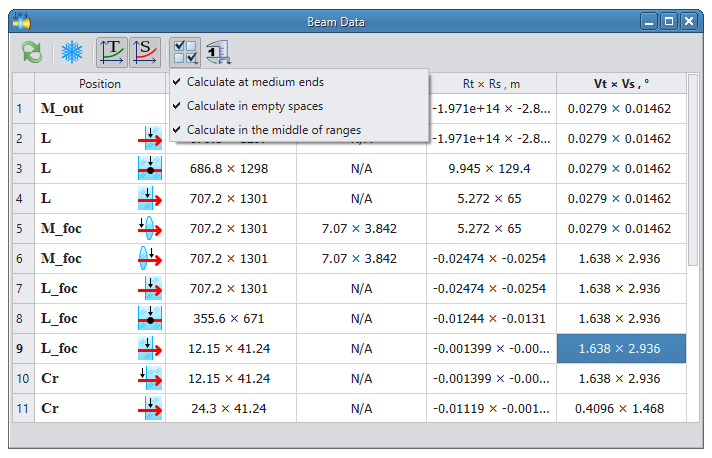 Beam Data
T S 1
Calculate at medium ends
Calculate in empty spaces
Calculate in the middle of ranges
Position Rt × Rs , m Vt × Vs , °
1 M_out -1.971e+14 × -2.8... 0.0279 × 0.01462
2 L -1.971e+14 × -2.8... 0.0279 × 0.01462
3 L 686.8 × 1298 N/A 9.945 × 129.4 0.0279 × 0.01462
4 L 707.2 × 1301 N/A 5.272 × 65 0.0279 × 0.01462
5 M_foc 707.2 × 1301 7.07 × 3.842 5.272 × 65 0.0279 × 0.01462
6 M_foc 707.2 × 1301 7.07 × 3.842 -0.02474 × -0.0254 1.638 × 2.936
7 L_foc 707.2 × 1301 N/A -0.02474 × -0.0254 1.638 × 2.936
8 L_foc 355.6 × 671 N/A -0.01244 × -0.0131 1.638 × 2.936
9 L_foc 12.15 × 41.24 N/A -0.001399 × -0.00... 1.638 × 2.936
10 Cr 12.15 × 41.24 N/A -0.001399 × -0.00... 1.638 × 2.936
11 Cr 24.3 × 41.24 N/A -0.01119 × -0.001... 0.4096 × 1.468